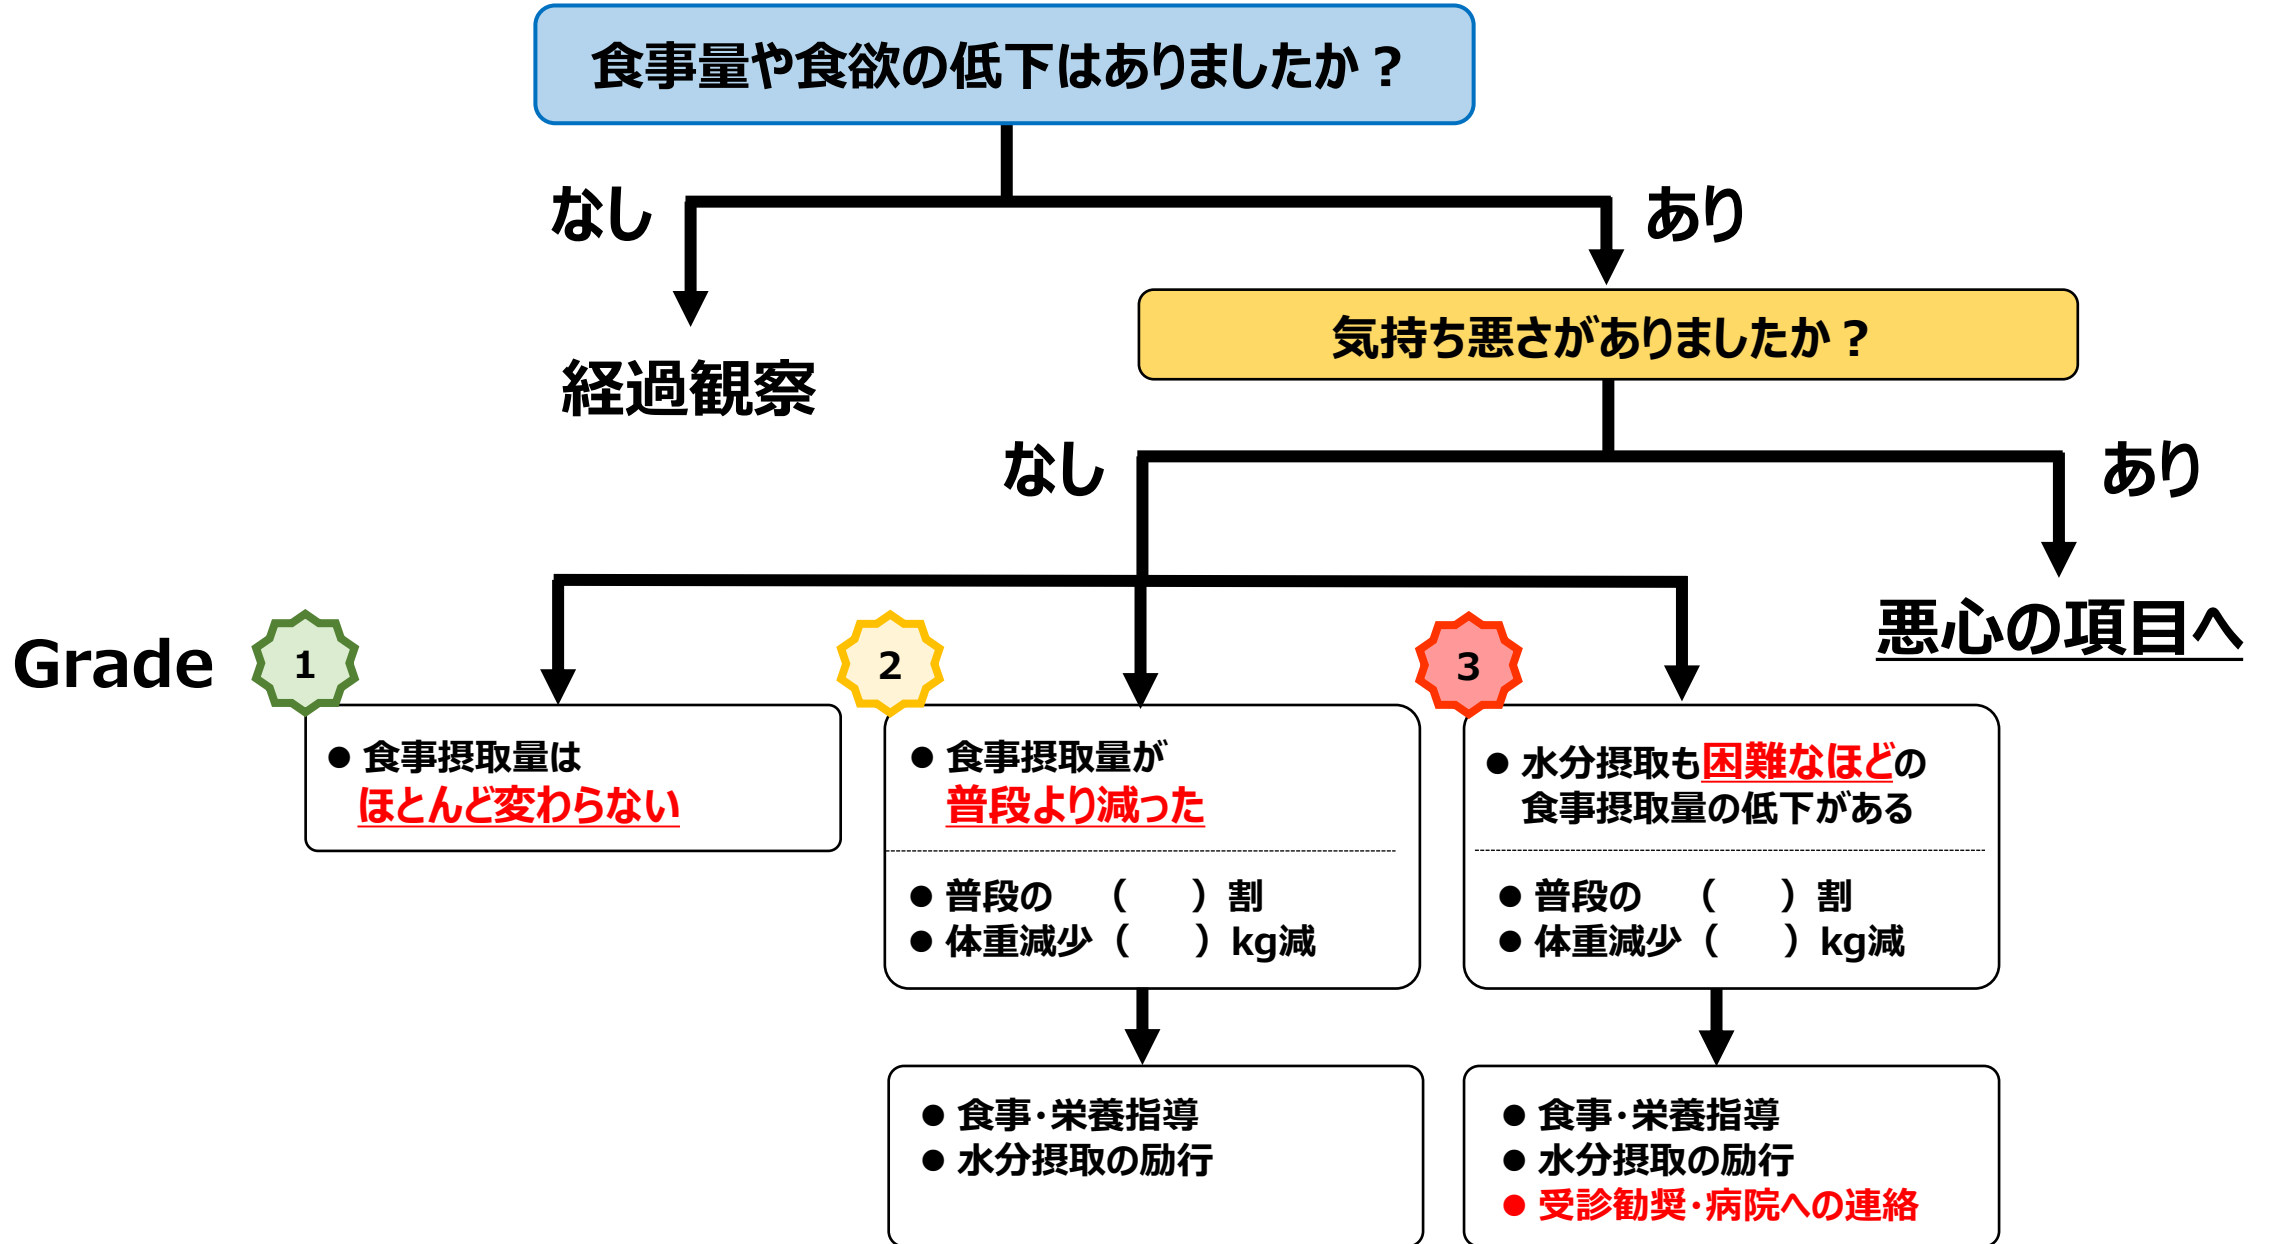 食事量や食欲の低下はありましたか？
なし
あり
経過観察
気持ち悪さがありましたか？
なし
あり
悪心の項目へ
Grade
1
● 食事摂取量は
ほとんど変わらない
2
● 食事摂取量が
普段より減った
● 普段の （ ）割
● 体重減少（ ）kg減
3
● 水分摂取も困難なほどの
食事摂取量の低下がある
● 普段の （ ）割
● 体重減少（ ）kg減
● 食事･栄養指導
● 水分摂取の励行
● 食事･栄養指導
● 水分摂取の励行
● 受診勧奨･病院への連絡